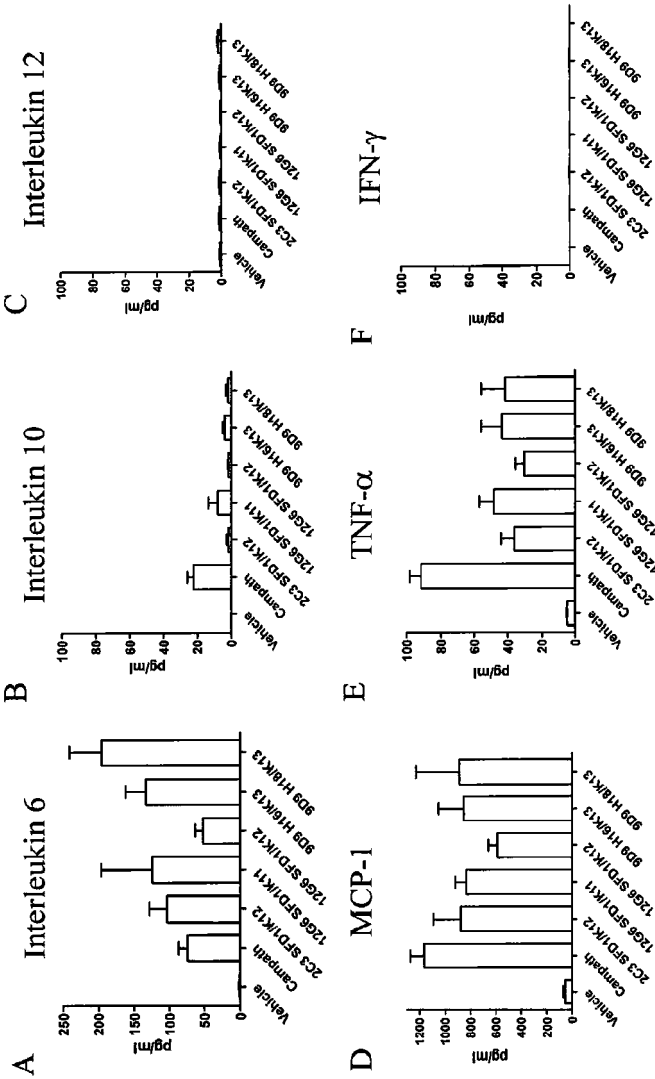 A
Interleukin 6
pg/ml
250
200
150
100
50
0
Vehicle
Campath
2C3 SFD1/K12
12G6 SFD1/K11
12G6 SFD1/K12
9D9 H16/K13
9D9 H18/K13
B
Interleukin 10
pg/ml
100
80
60
40
20
0
Vehicle
Campath
2C3 SFD1/K12
12G6 SFD1/K11
12G6 SFD1/K12
9D9 H16/K13
9D9 H18/K13
C
Interleukin 12
pg/ml
100
80
60
40
20
0
Vehicle
Campath
2C3 SFD1/K12
12G6 SFD1/K11
12G6 SFD1/K12
9D9 H16/K13
9D9 H18/K13
D
MCP-1
pg/ml
1200
1000
800
600
400
200
0
Vehicle
Campath
2C3 SFD1/K12
12G6 SFD1/K11
12G6 SFD1/K12
9D9 H16/K13
9D9 H18/K13
E
TNF-α
pg/ml
100
80
60
40
20
0
Vehicle
Campath
2C3 SFD1/K12
12G6 SFD1/K11
12G6 SFD1/K12
9D9 H16/K13
9D9 H18/K13
F
IFN-γ
pg/ml
100
80
60
40
20
0
Vehicle
Campath
2C3 SFD1/K12
12G6 SFD1/K11
12G6 SFD1/K12
9D9 H16/K13
9D9 H18/K13